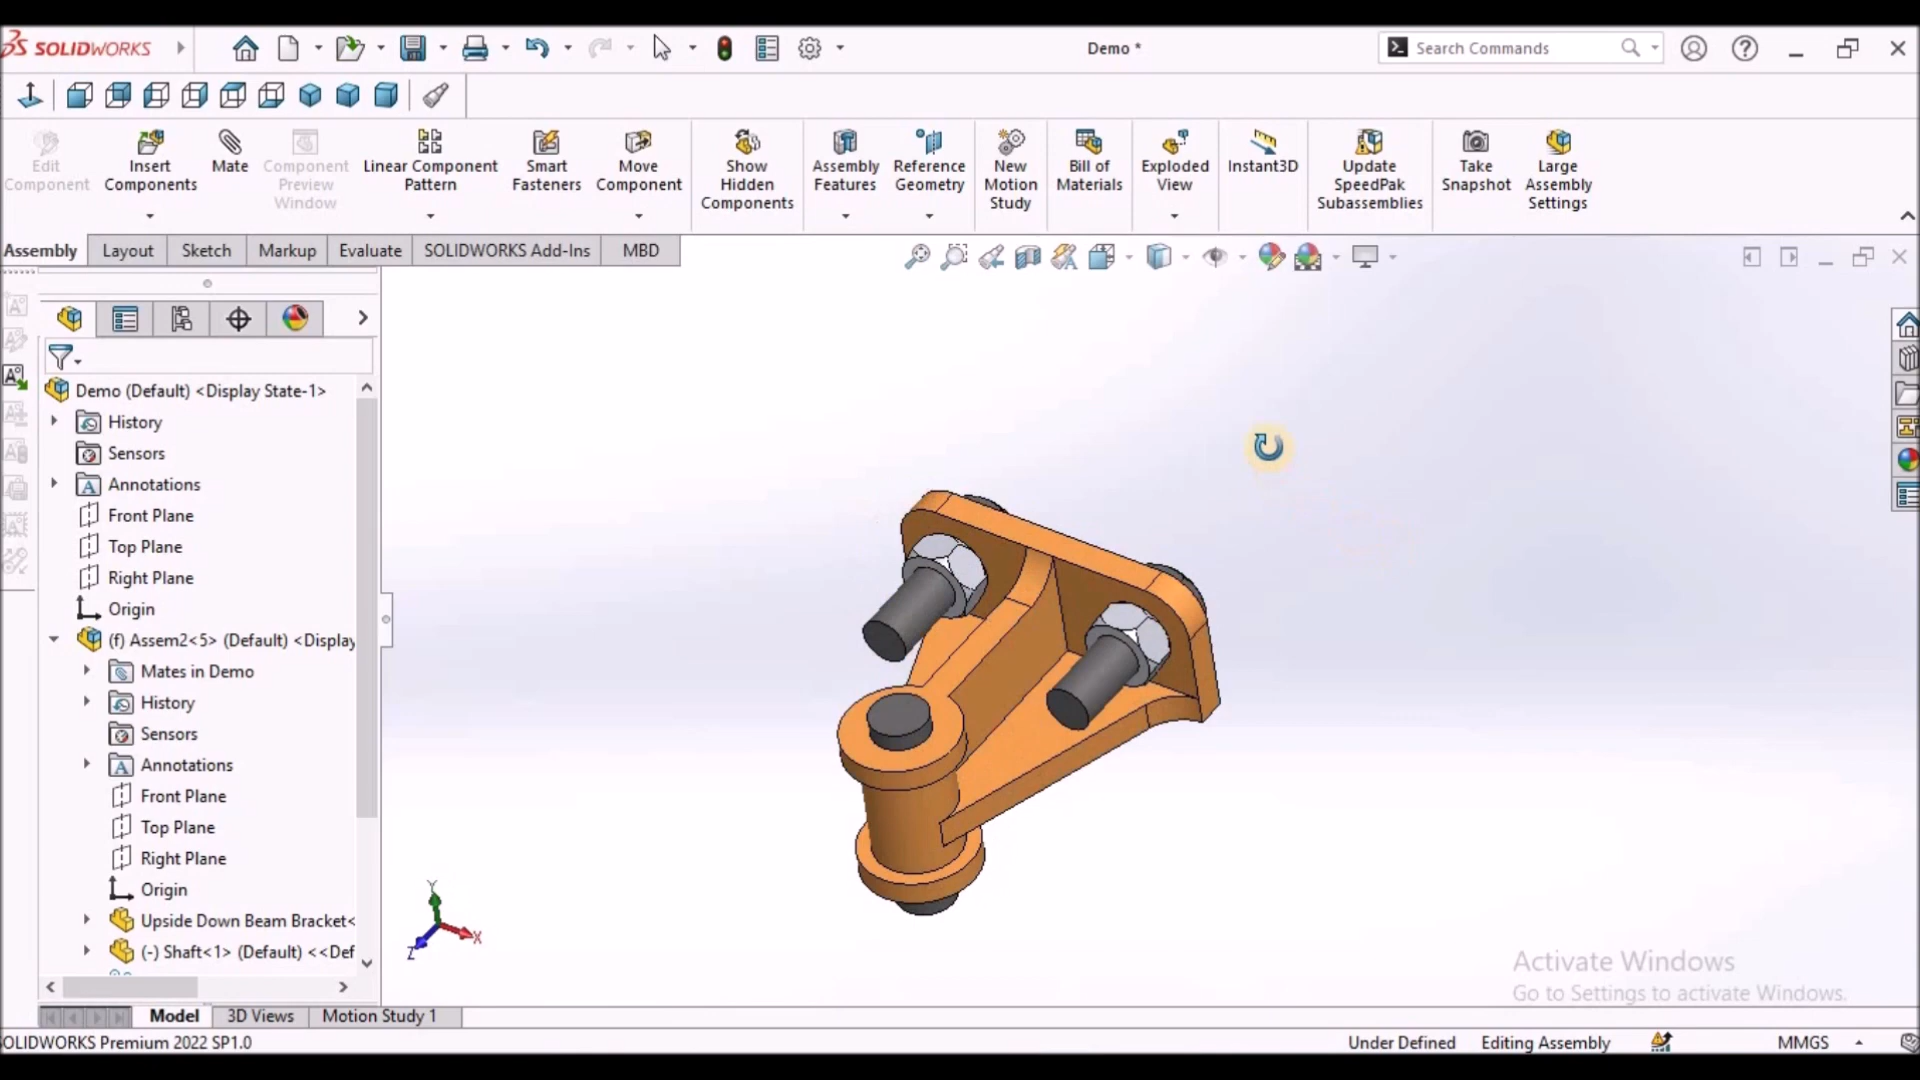 SOLIDWORKS
Demo *
Search Commands
Edit Component
Insert Components
Mate
Component Preview Window
Linear Component Pattern
Smart Fasteners
Move Component
Show Hidden Components
Assembly Features
Reference Geometry
New Motion Study
Bill of Materials
Exploded View
Instant3D
Update SpeedPak Subassemblies
Take Snapshot
Large Assembly Settings
Assembly
Layout
Sketch
Markup
Evaluate
SOLIDWORKS Add-Ins
MBD
Demo (Default) <Display State-1>
History
Sensors
Annotations
Front Plane
Top Plane
Right Plane
Origin
(f) Assem2<5> (Default) <Display
Mates in Demo
History
Sensors
Annotations
Front Plane
Top Plane
Right Plane
Origin
Upside Down Beam Bracket<
(-) Shaft<1> (Default) <<Def
Y
X
Z
Activate Windows
Go to Settings to activate Windows.
Model
3D Views
Motion Study 1
SOLIDWORKS Premium 2022 SP1.0
Under Defined
Editing Assembly
MMGS